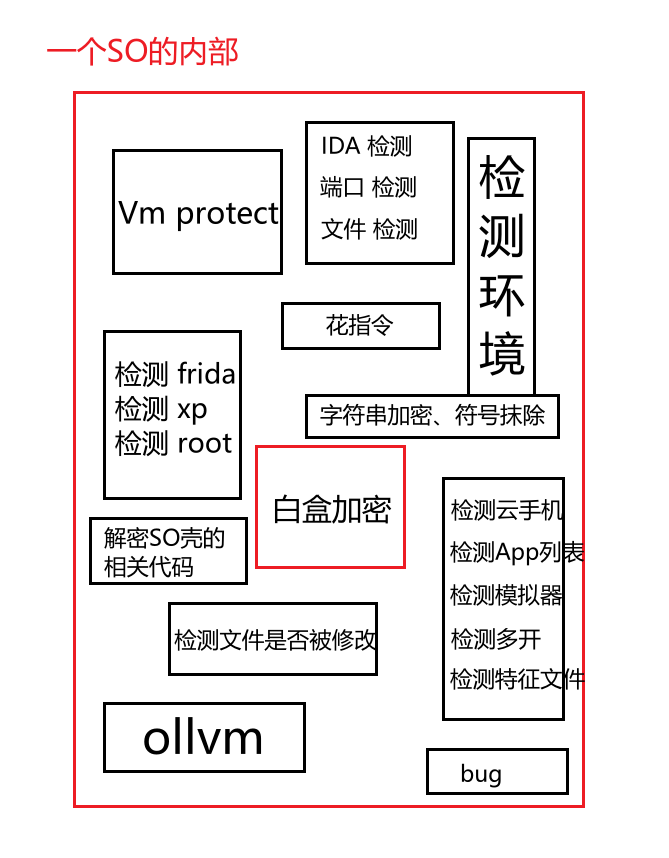 一个SO的内部
Vm protect
IDA 检测
端口 检测
文件 检测
检测环境
花指令
检测 frida
检测 xp
检测 root
字符串加密、符号抹除
白盒加密
解密SO壳的
相关代码
检测云手机
检测App列表
检测模拟器
检测多开
检测特征文件
检测文件是否被修改
ollvm
bug